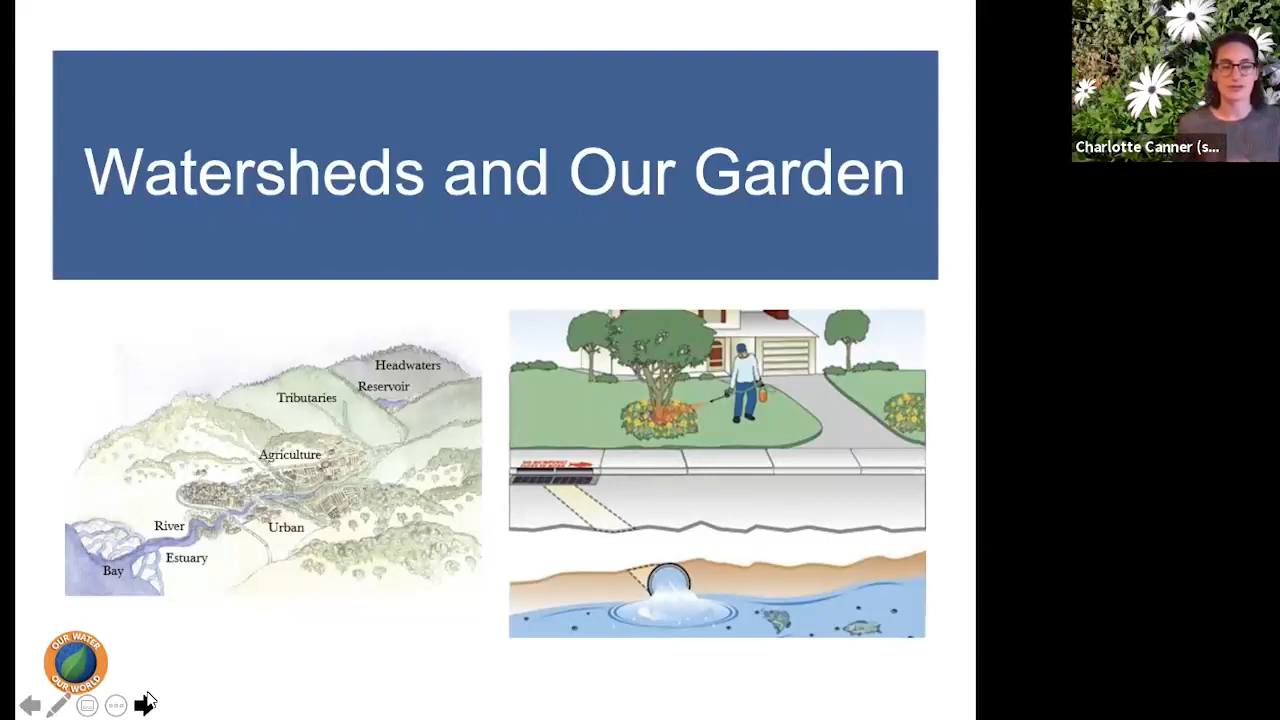 Watersheds and Our Garden
Charlotte Canner (s...
Headwaters
Reservoir
Tributaries
Agriculture
River
Urban
Estuary
Bay
OUR WATER
OUR WORLD